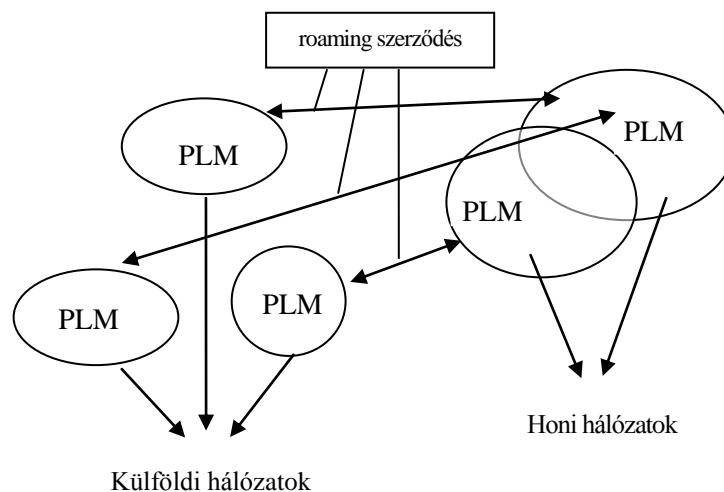 roaming szerződés
PLM
PLM
PLM
PLM
PLM
Honi hálózatok
Külföldi hálózatok